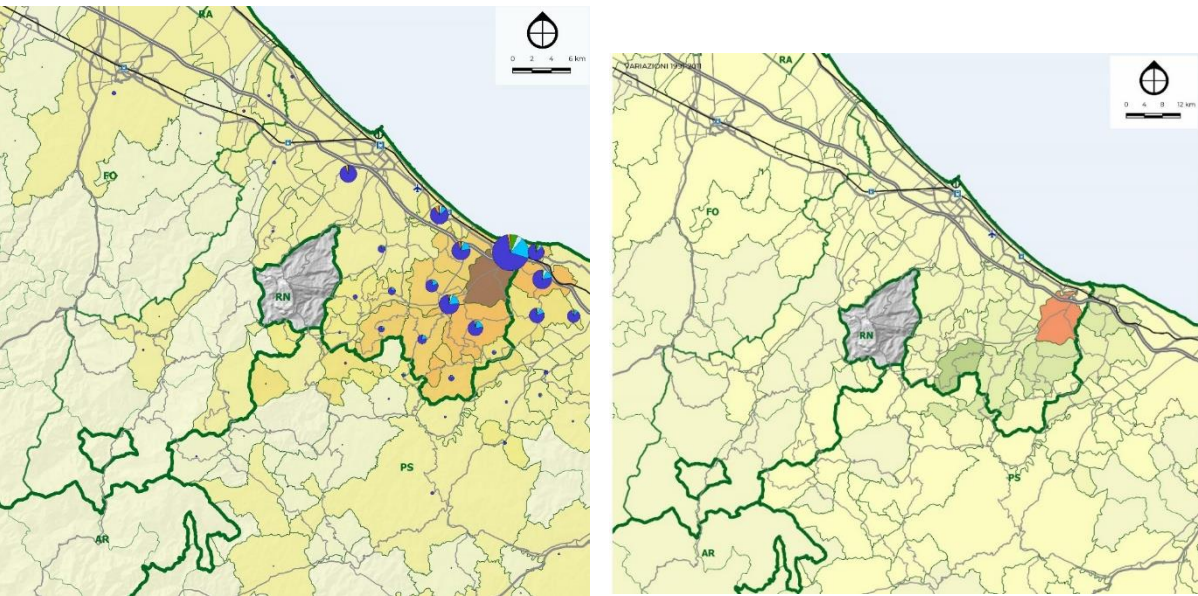 RA
0 2 4 6 km
FO
RN
PS
AR
VARIAZIONI 1991-2011
RA
0 4 8 12 km
FO
RN
PS
AR